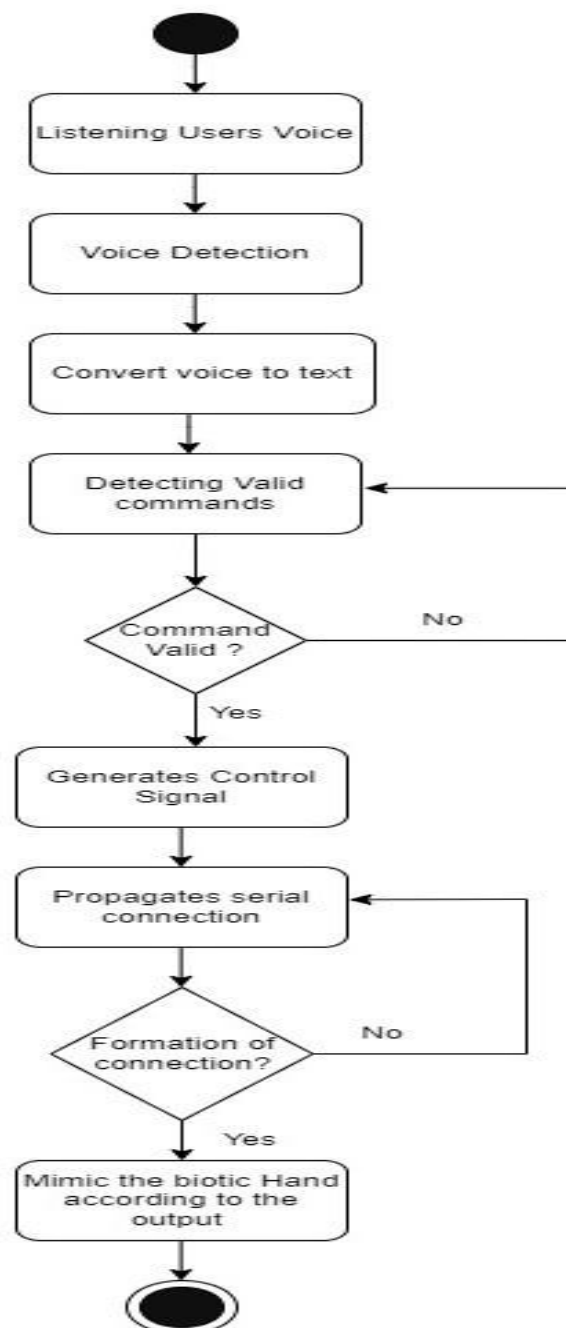 Listening Users Voice
Voice Detection
Convert voice to text
Detecting Valid
commands
Command
Valid ?
No
Yes
Generates Control
Signal
Propagates serial
connection
Formation of
connection?
No
Yes
Mimic the biotic Hand
according to the
output